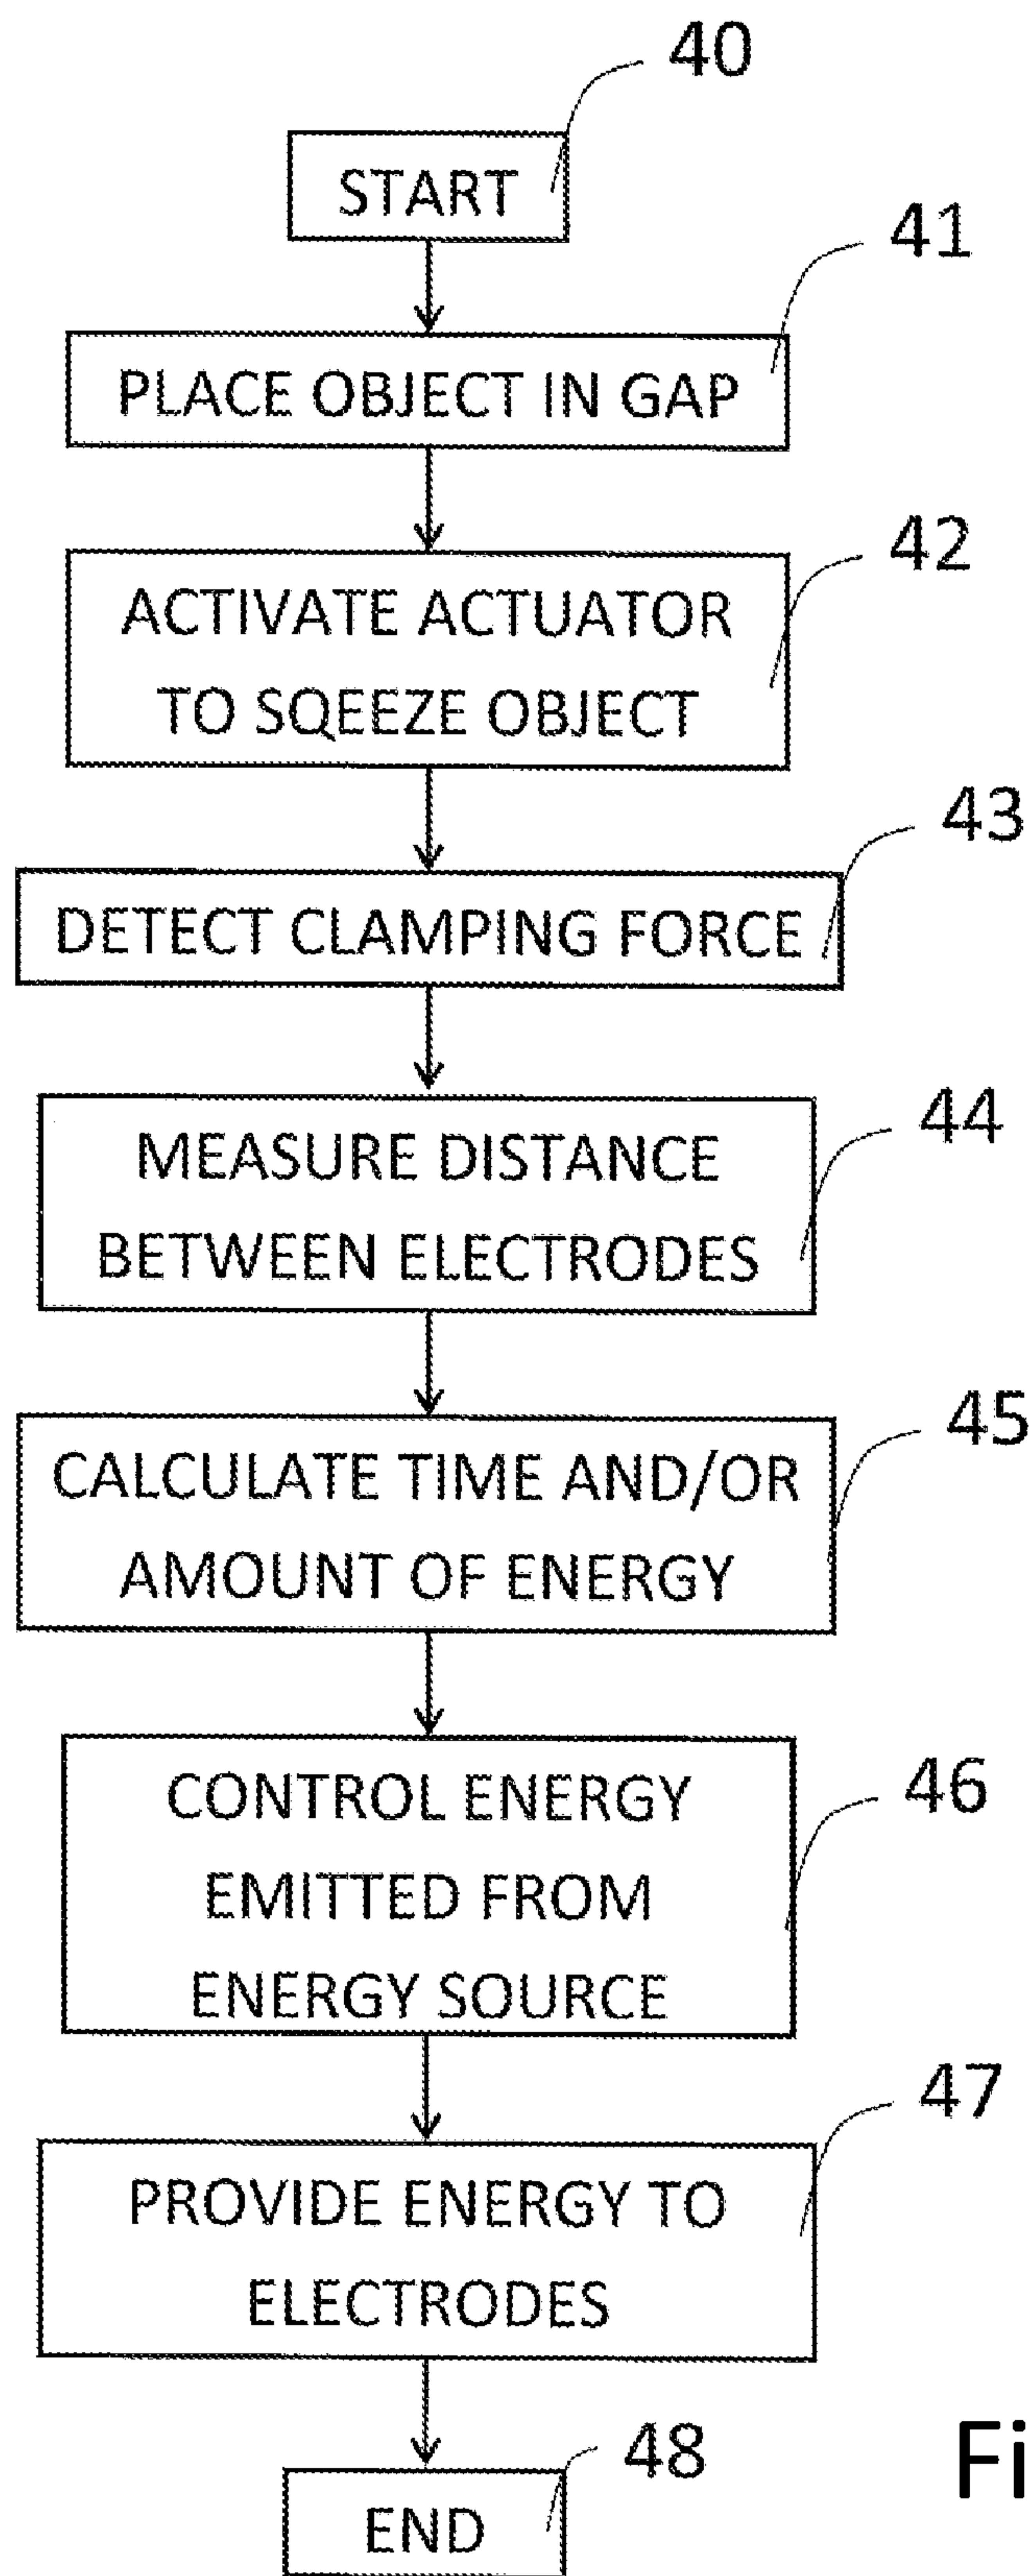 40
START
41
PLACE OBJECT IN GAP
42
ACTIVATE ACTUATOR
TO SQEEZE OBJECT
43
DETECT CLAMPING FORCE
44
MEASURE DISTANCE
BETWEEN ELECTRODES
45
CALCULATE TIME AND/OR
AMOUNT OF ENERGY
46
CONTROL ENERGY
EMITTED FROM
ENERGY SOURCE
47
PROVIDE ENERGY TO
ELECTRODES
48
END
Fi